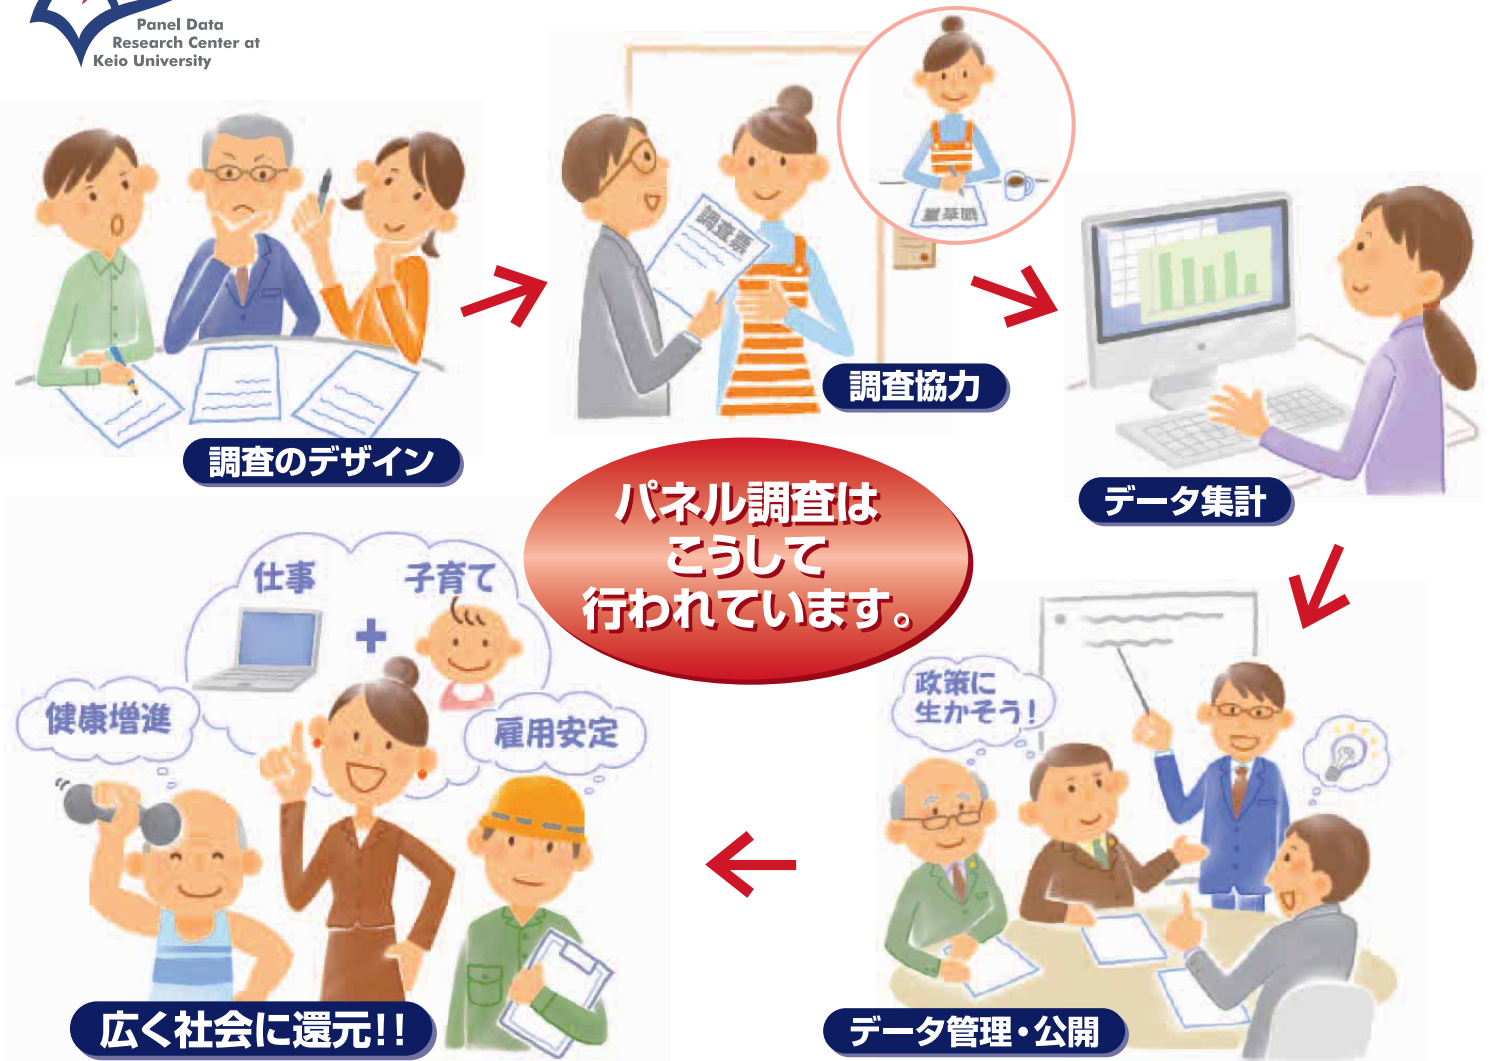 Panel Data
Research Center at
Keio University
調査票
調査票
調査のデザイン
調査協力
データ集計
パネル調査は
こうして
行われています。
政策に
生かそう!
データ管理・公開
仕事
+
子育て
健康増進
雇用安定
広く社会に還元!!